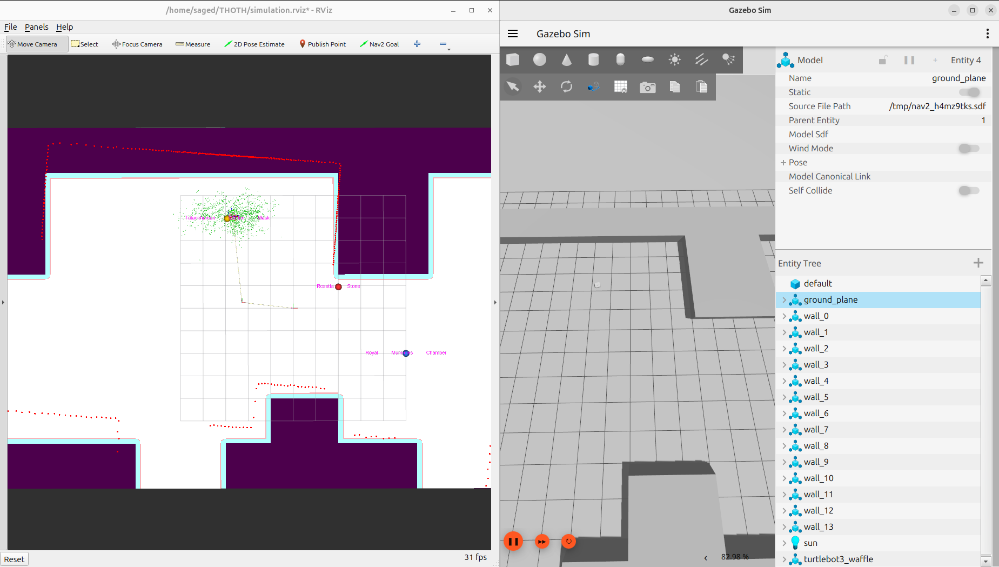 /home/saged/THOTH/simulation.rviz* - RViz
File Panels Help
Move Camera Select Focus Camera Measure 2D Pose Estimate Publish Point Nav2 Goal
Tutankhamun Mask
Rosetta Stone
Royal Mummies Chamber
Reset
31 fps
Gazebo Sim
Gazebo Sim
82.98 %
Model Entity 4
Name ground_plane
Static
Source File Path /tmp/nav2_h4mz9tks.sdf
Parent Entity 1
Model Sdf
Wind Mode
Pose
Model Canonical Link
Self Collide
Entity Tree
default
ground_plane
wall_0
wall_1
wall_2
wall_3
wall_4
wall_5
wall_6
wall_7
wall_8
wall_9
wall_10
wall_11
wall_12
wall_13
sun
turtlebot3_waffle